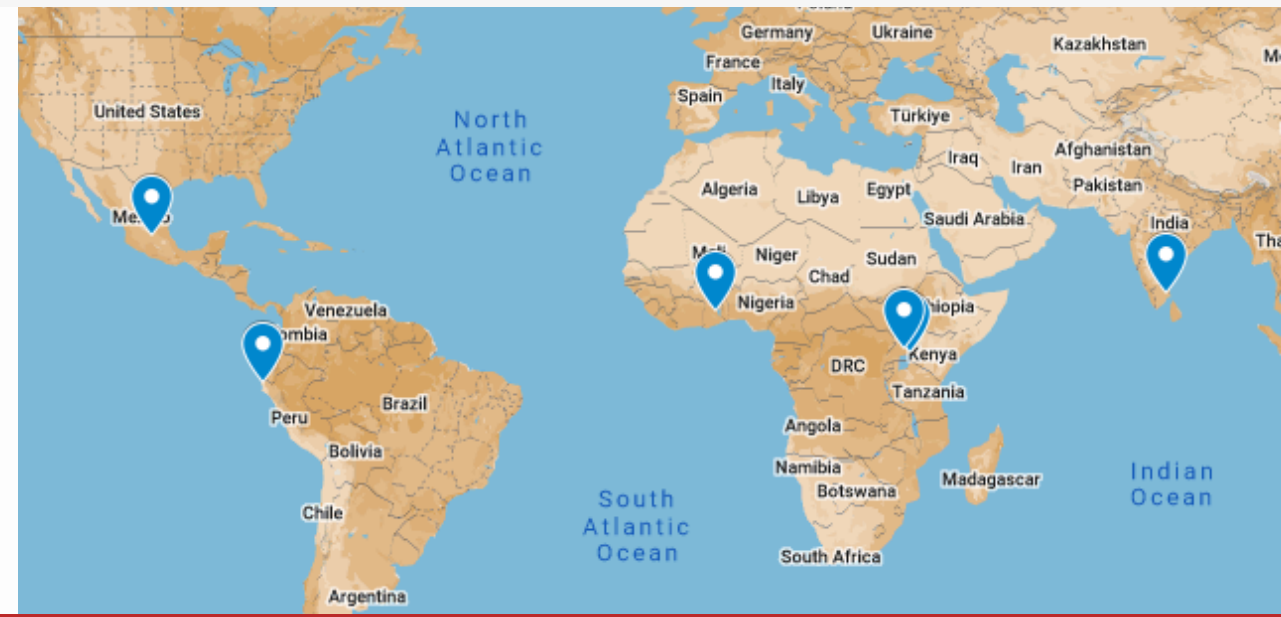 Germany
Ukraine
Kazakhstan
France
Italy
Spain
United States
Türkiye
North
Atlantic
Ocean
Afghanistan
Iraq
Iran
Pakistan
Algeria
Libya
Egypt
Saudi Arabia
India
Niger
Sudan
Chad
Nigeria
Venezuela
Kenya
DRC
Tanzania
Brazil
Peru
Angola
Bolivia
Namibia
Botswana
Madagascar
Indian
Ocean
South
Atlantic
Ocean
Chile
South Africa
Argentina